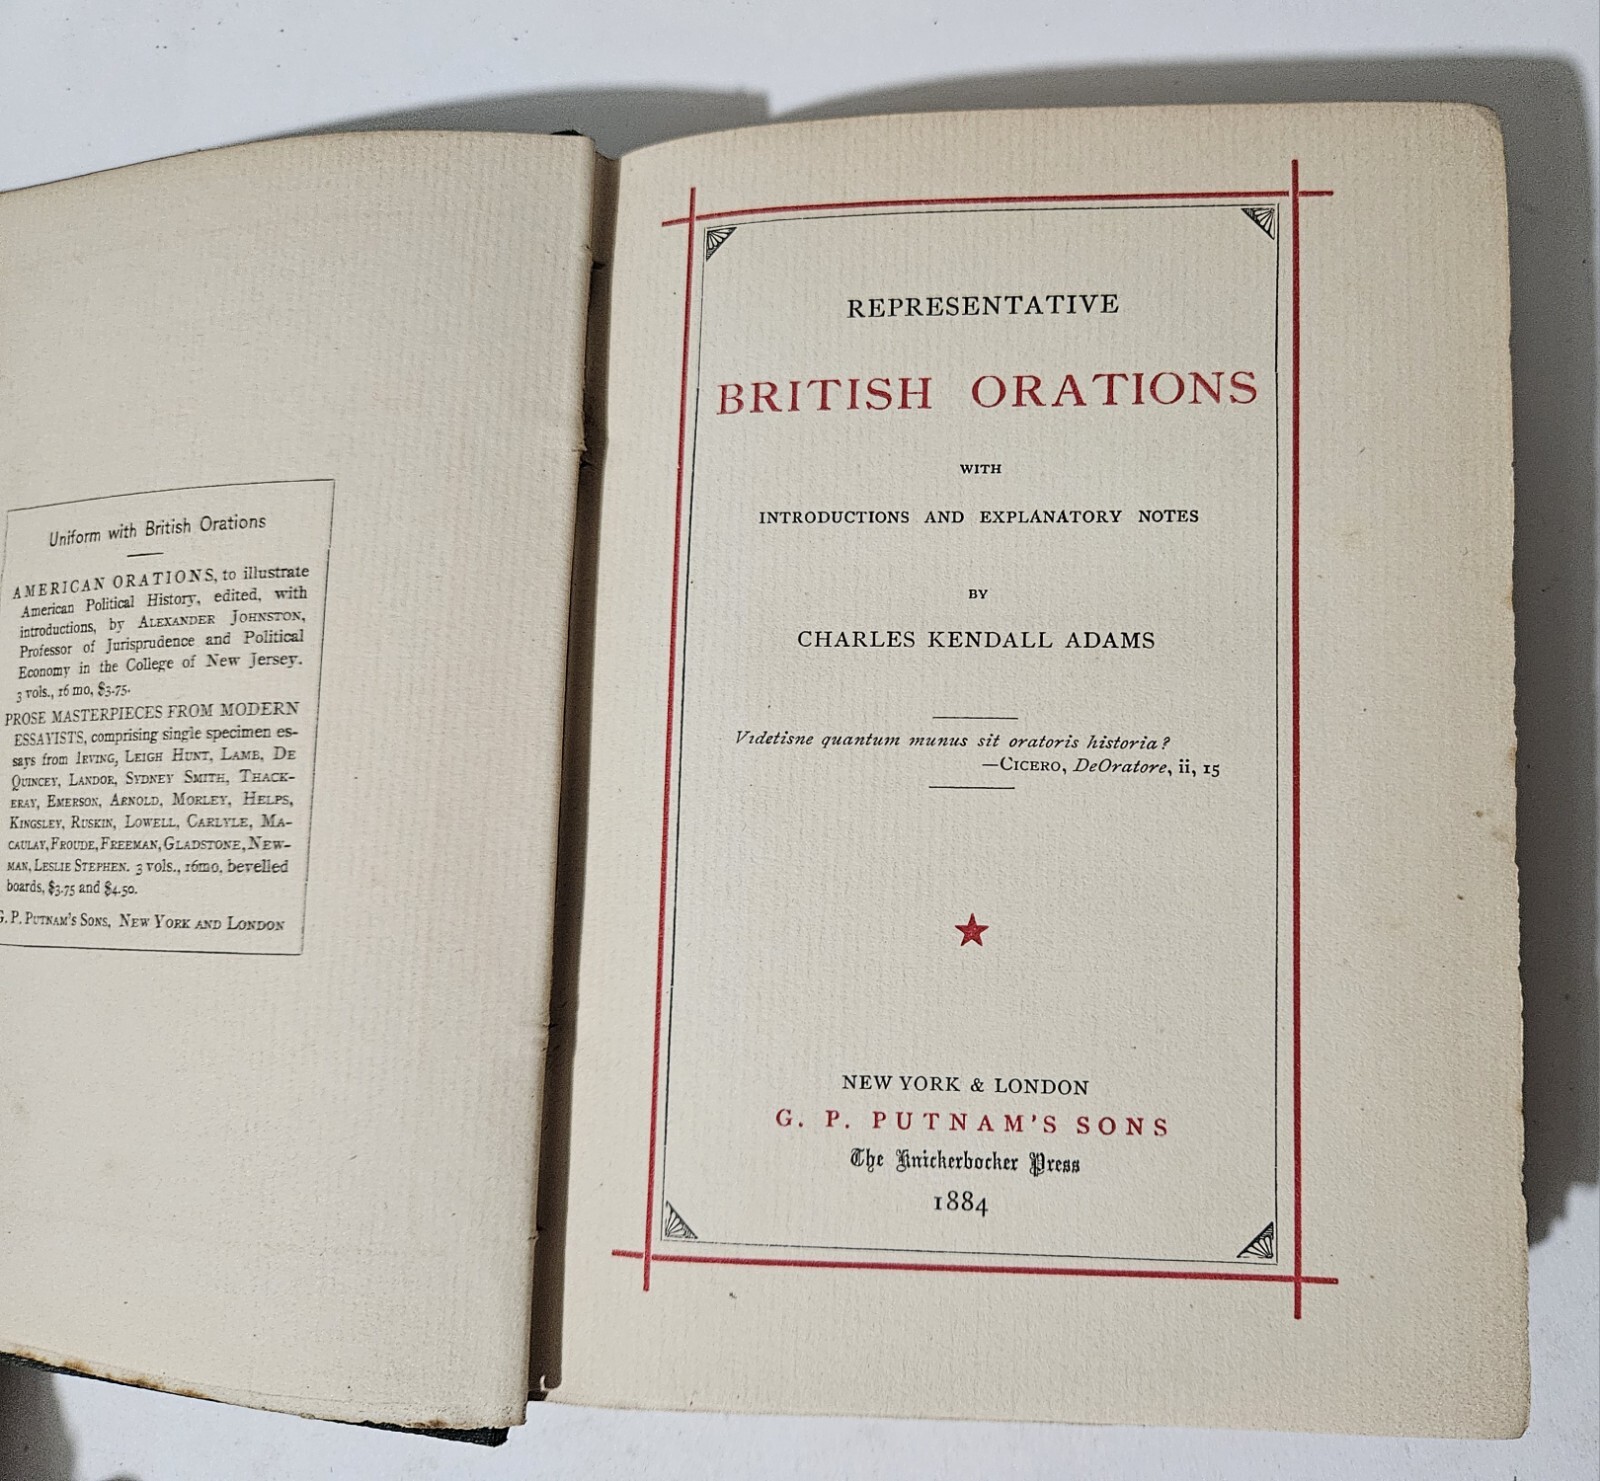 Uniform with British Orations
AMERICAN ORATIONS, to illustrate
American Political History, edited, with
introductions, by ALEXANDER JOHNSTON,
Professor of Jurisprudence and Political
Economy in the College of New Jersey.
3 vols., 16 mo, $3.75.
PROSE MASTERPIECES FROM MODERN
ESSAYISTS, comprising single specimen es-
says from IRVING, LEIGH HUNT, LAMB, DE
QUINCEY, LANDOR, SYDNEY SMITH, THACK-
ERAY, EMERSON, ARNOLD, MORLEY, HELPS,
KINGSLEY, RUSKIN, LOWELL, CARLYLE, MA-
CAULAY, FROUDE, FREEMAN, GLADSTONE, NEW-
MAN, LESLIE STEPHEN. 3 vols., 16mo, bevelled
boards, $3.75 and $4.50.
G. P. PUTNAM'S SONS, NEW YORK AND LONDON
REPRESENTATIVE
BRITISH ORATIONS
WITH
INTRODUCTIONS AND EXPLANATORY NOTES
BY
CHARLES KENDALL ADAMS
Videtisne quantum munus sit oratoris historia?
—CICERO, DeOratore, ii, 15
NEW YORK & LONDON
G. P. PUTNAM'S SONS
The Knickerbocker Press
1884